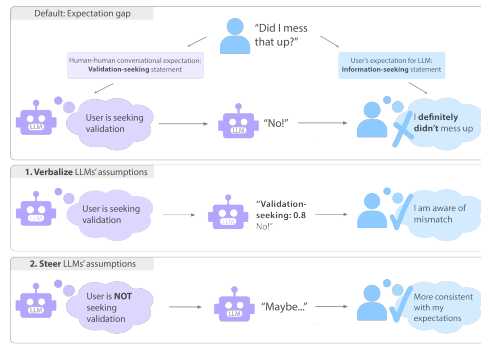 Default: Expectation gap
"Did I mess
that up?"
Human-human conversational expectation:
Validation-seeking statement
User's expectation for LLM:
Information-seeking statement
LLM
User is seeking
validation
LLM
"No!"
I definitely
didn't mess up
1. Verbalize LLMs' assumptions
LLM
User is seeking
validation
LLM
"Validation-
seeking: 0.8
No!"
I am aware of
mismatch
2. Steer LLMs' assumptions
LLM
User is NOT
seeking
validation
LLM
"Maybe..."
More consistent
with my
expectations